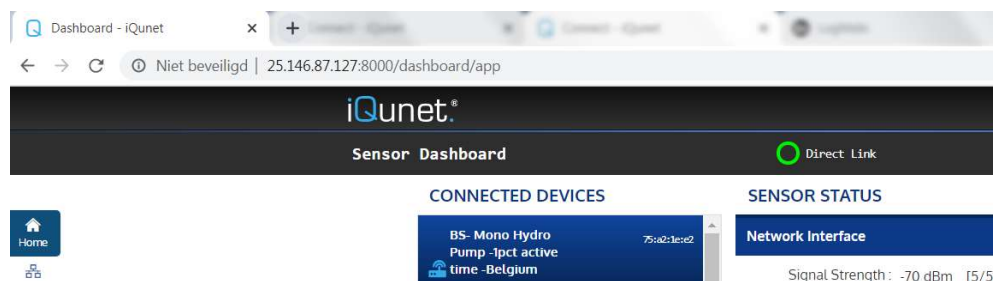 Dashboard - iQunet
Niet beveiligd | 25.146.87.127:8000/dashboard/app
iQunet.®
Sensor Dashboard
Direct Link
CONNECTED DEVICES
SENSOR STATUS
Home
BS- Mono Hydro
Pump -1pct active
time -Belgium
75:a2:1e:e2
Network Interface
Signal Strength : -70 dBm [5/5